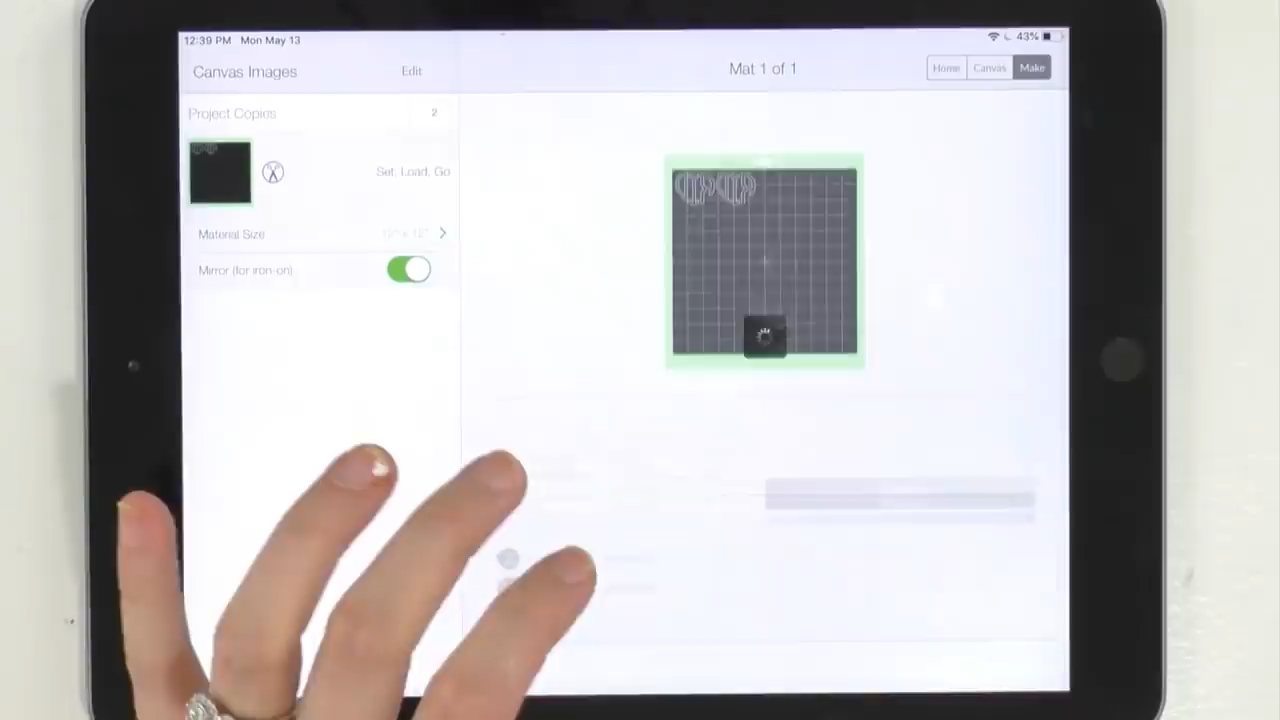 12:39 PM Mon May 13
43%
Canvas Images Edit
Mat 1 of 1
Home Canvas Make
Project Copies 2
Set, Load, Go
Material Size
Mirror (for iron-on)